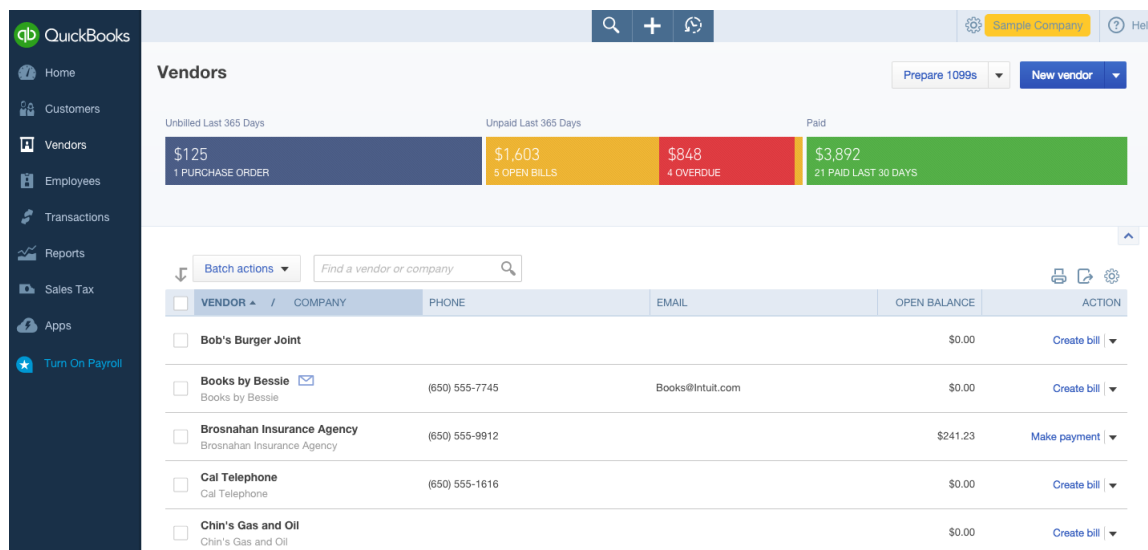 QuickBooks
Sample Company
Hel
Home
Customers
Vendors
Employees
Transactions
Reports
Sales Tax
Apps
Turn On Payroll
Vendors
Prepare 1099s
New vendor
Unbilled Last 365 Days
Unpaid Last 365 Days
Paid
$125
1 PURCHASE ORDER
$1,603
5 OPEN BILLS
$848
4 OVERDUE
$3,892
21 PAID LAST 30 DAYS
Batch actions
Find a vendor or company
VENDOR / COMPANY PHONE EMAIL OPEN BALANCE ACTION
Bob's Burger Joint $0.00 Create bill
Books by Bessie (650) 555-7745 Books@Intuit.com $0.00 Create bill
Books by Bessie
Brosnahan Insurance Agency (650) 555-9912 $241.23 Make payment
Brosnahan Insurance Agency
Cal Telephone (650) 555-1616 $0.00 Create bill
Cal Telephone
Chin's Gas and Oil $0.00 Create bill
Chin's Gas and Oil